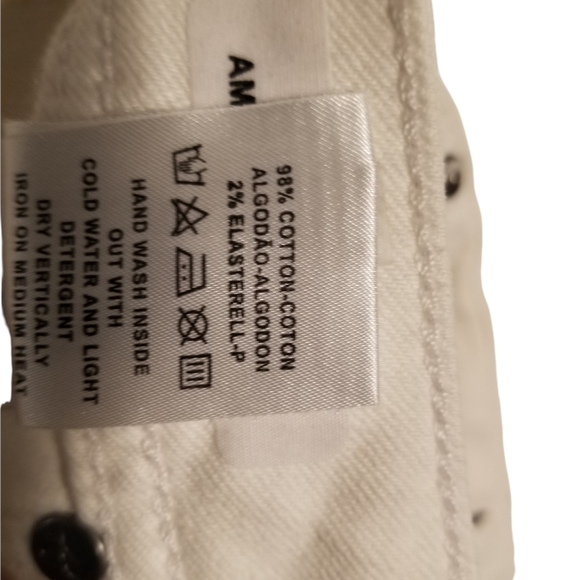 AM
98% COTTON-COTON
ALGODÃO-ALGODON
2% ELASTERELL-P
HAND WASH INSIDE
OUT WITH
COLD WATER AND LIGHT
DETERGENT
DRY VERTICALLY
IRON ON MEDIUM HEAT